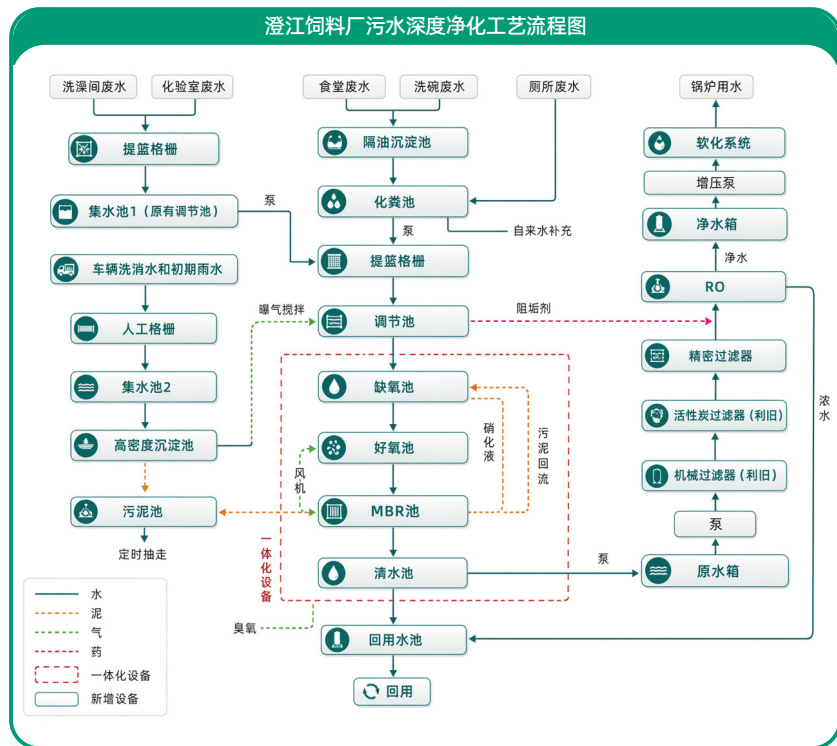 澄江饲料厂污水深度净化工艺流程图
洗澡间废水
化验室废水
食堂废水
洗碗废水
厕所废水
锅炉用水
提篮格栅
隔油沉淀池
软化系统
增压泵
集水池1（原有调节池）
泵
化粪池
泵
自来水补充
净水箱
净水
车辆洗消水和初期雨水
提篮格栅
RO
曝气搅拌
阻垢剂
人工格栅
调节池
精密过滤器
集水池2
缺氧池
硝化液
污泥回流
浓水
活性炭过滤器（利旧）
高密度沉淀池
好氧池
风机
机械过滤器（利旧）
污泥池
MBR池
泵
定时抽走
一体化设备
清水池
泵
原水箱
臭氧
回用水池
回用
水
泥
气
药
一体化设备
新增设备